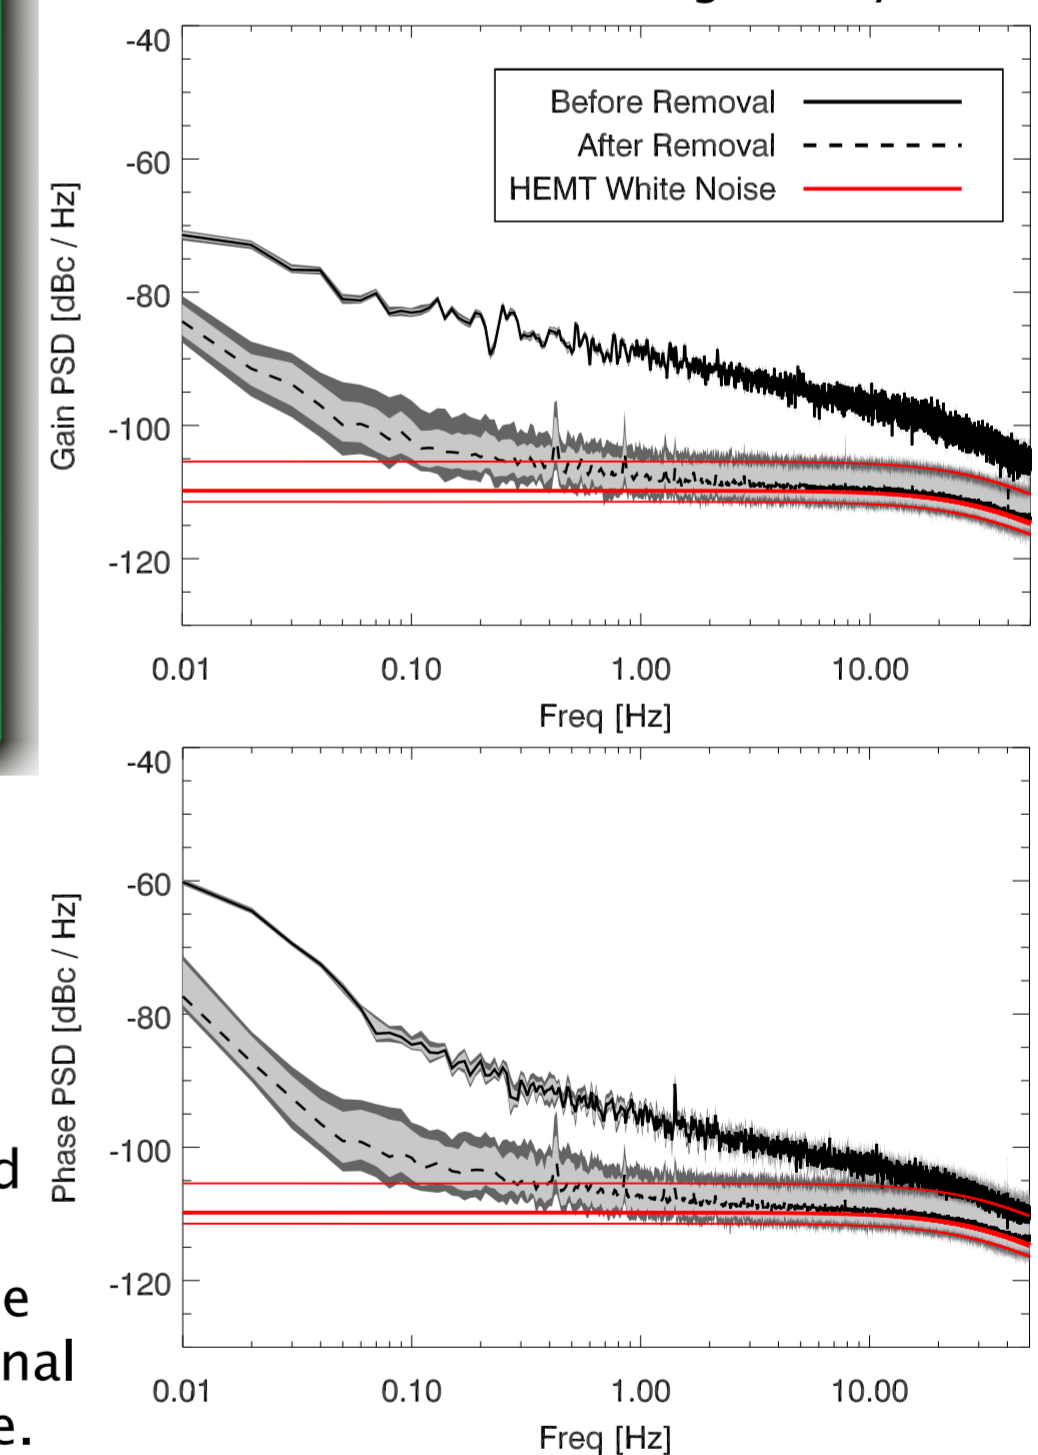 -40
-60
-80
-100
-120
Gain PSD [dBc / Hz]
Before Removal
After Removal
HEMT White Noise
0.01 0.10 1.00 10.00
Freq [Hz]
-40
-60
-80
-100
-120
Phase PSD [dBc / Hz]
0.01 0.10 1.00 10.00
Freq [Hz]